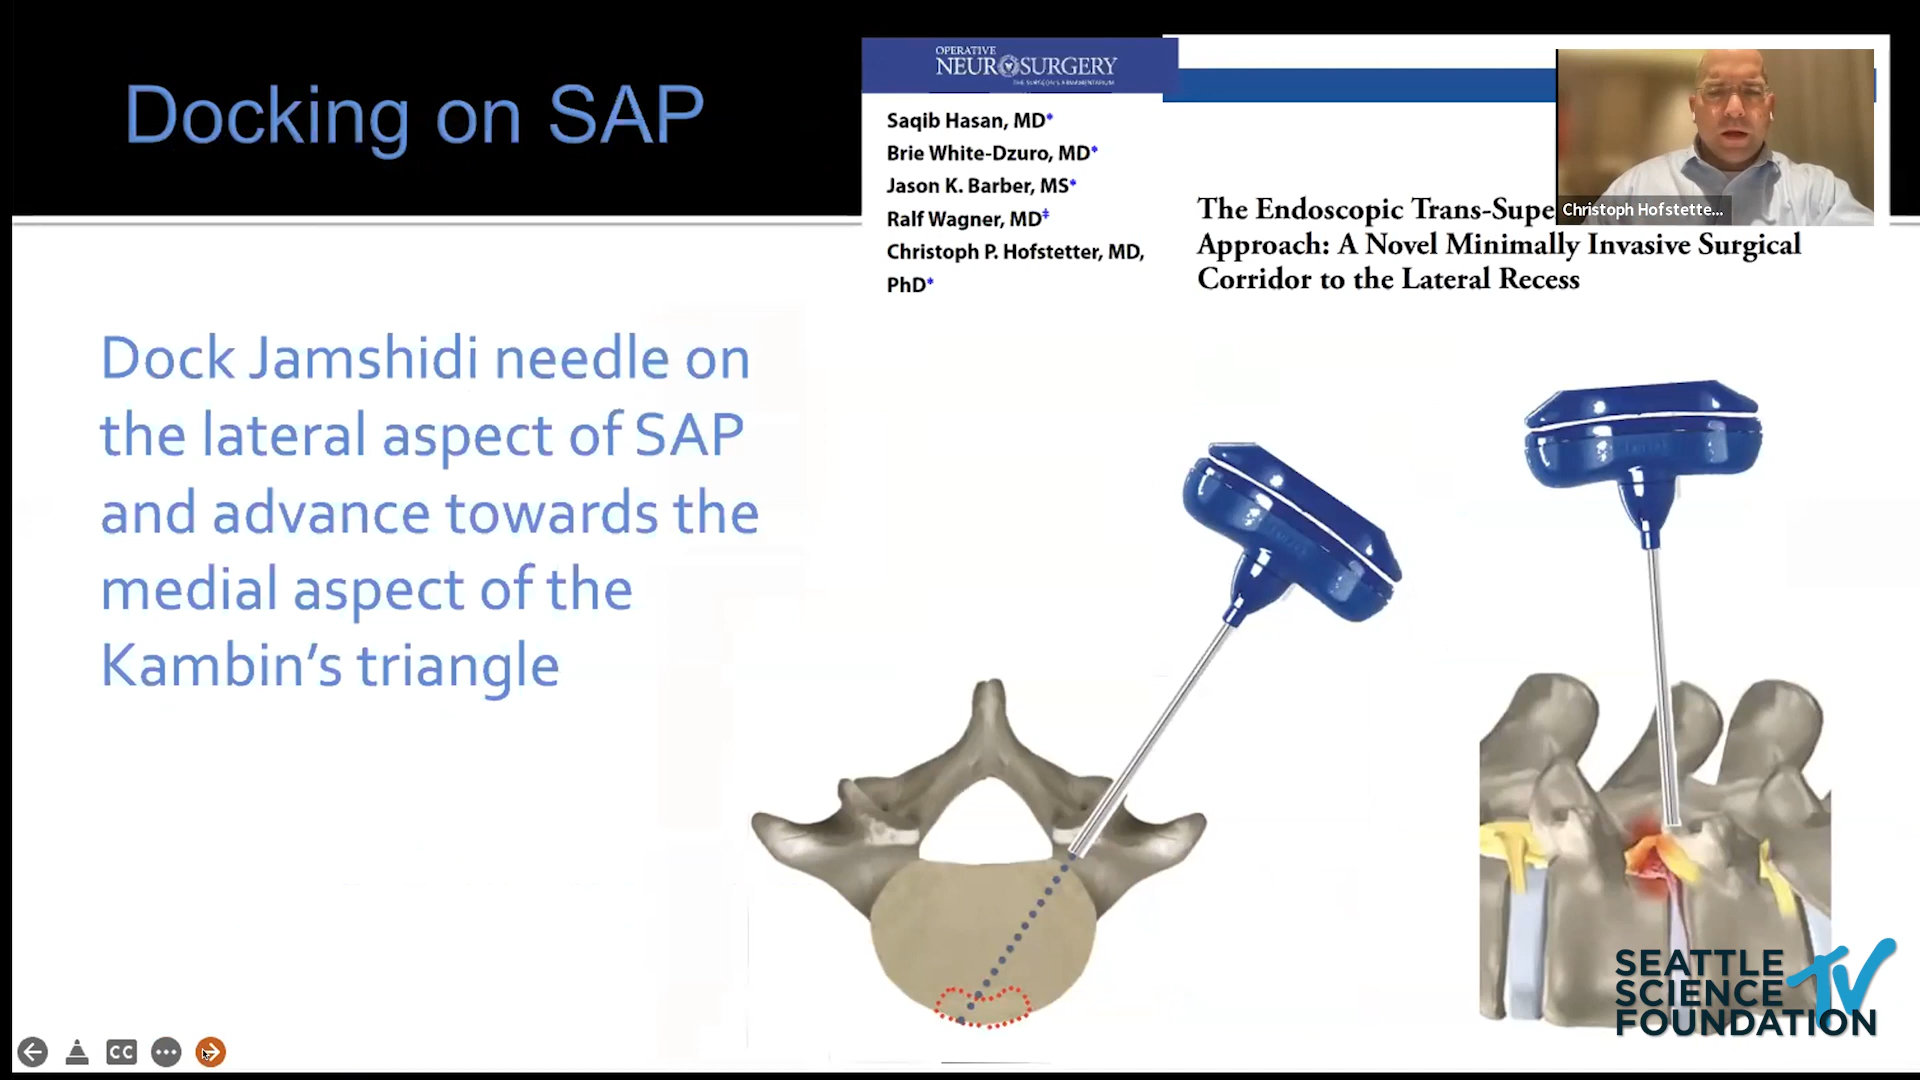 Docking on SAP
OPERATIVE
NEUROSURGERY
THE SURGEON'S ARMAMENTARIUM
Saqib Hasan, MD*
Brie White-Dzuro, MD*
Jason K. Barber, MS*
Ralf Wagner, MD‡
Christoph P. Hofstetter, MD,
PhD*
Christoph Hofstette...
The Endoscopic Trans-Supe
Approach: A Novel Minimally Invasive Surgical
Corridor to the Lateral Recess
Dock Jamshidi needle on
the lateral aspect of SAP
and advance towards the
medial aspect of the
Kambin's triangle
CC
SEATTLE
SCIENCE
FOUNDATION
TV